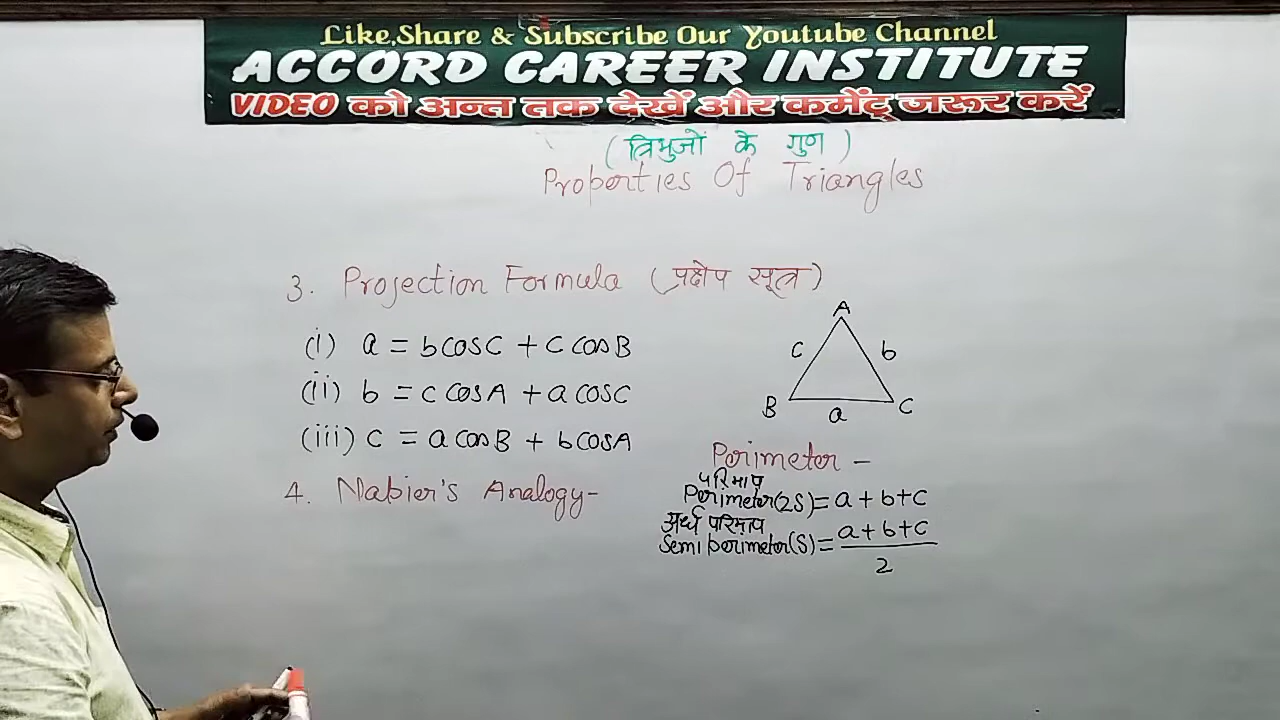 Like,Share & Subscribe Our Youtube Channel
ACCORD CAREER INSTITUTE
VIDEO को अन्त तक देखें और कमेंट् जरूर करें
(त्रिभुजों के गुण)
Properties Of Triangles
3. Projection Formula (प्रक्षेप सूत्र)
(i) a = b cosC + c cosB
(ii) b = c cosA + a cosC
(iii) c = a cosB + b cosA
4. Nabier's Analogy-
A
c b
B a C
Perimeter -
परिमाप
Perimeter(2S) = a + b + c
अर्ध परिमाप
Semi perimeter(S) = a + b + c
2